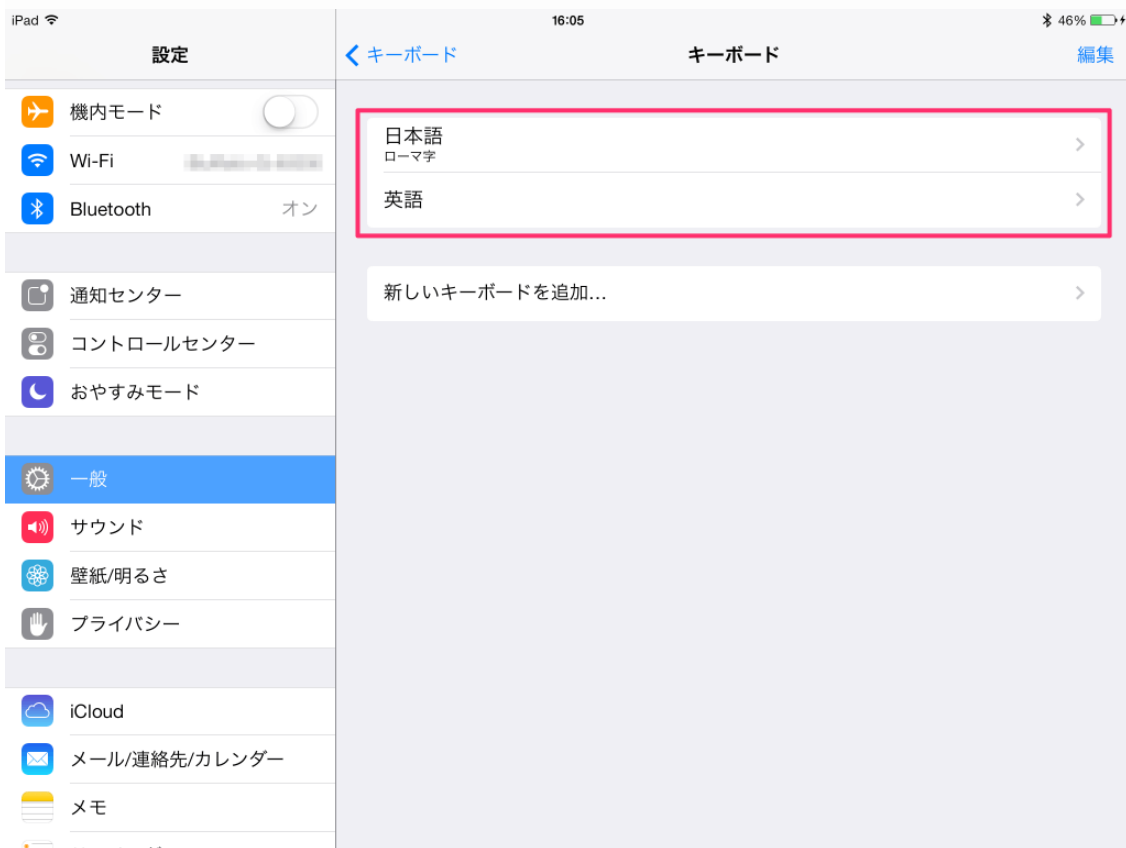 iPad
16:05
46%
設定
キーボード
キーボード
編集
機内モード
Wi-Fi
Bluetooth オン
通知センター
コントロールセンター
おやすみモード
一般
サウンド
壁紙/明るさ
プライバシー
iCloud
メール/連絡先/カレンダー
メモ
日本語
ローマ字
英語
新しいキーボードを追加...